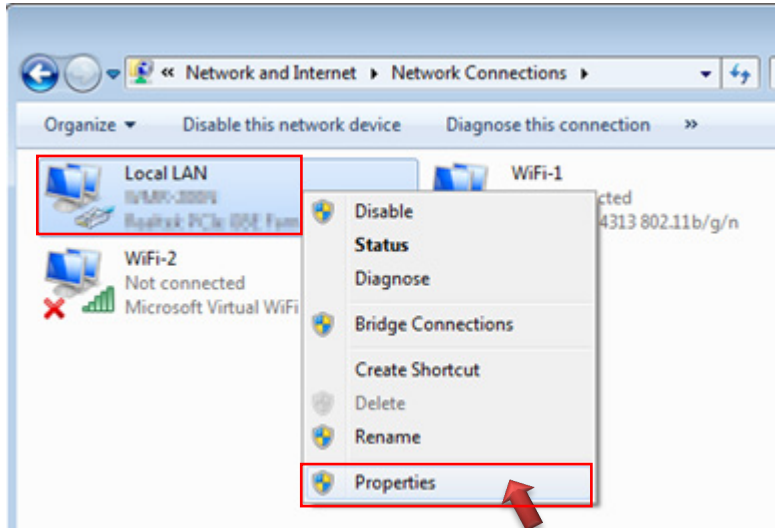 « Network and Internet Network Connections
Organize Disable this network device Diagnose this connection »
Local LAN
WiFi-1
cted
4313 802.11b/g/n
WiFi-2
Not connected
Microsoft Virtual WiFi
Disable
Status
Diagnose
Bridge Connections
Create Shortcut
Delete
Rename
Properties